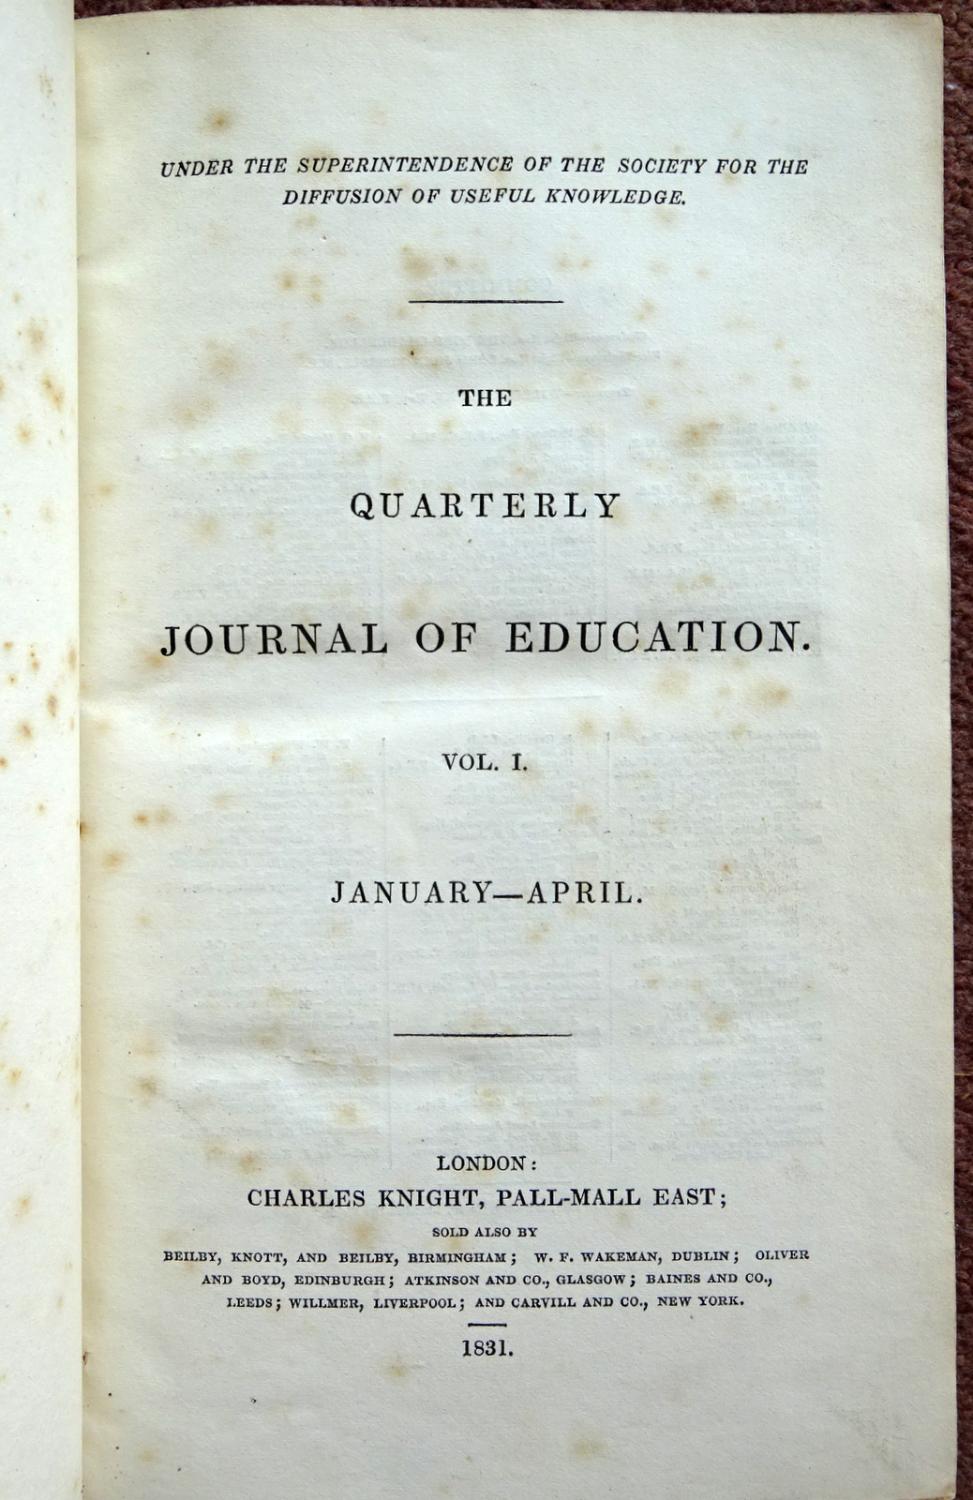 UNDER THE SUPERINTENDENCE OF THE SOCIETY FOR THE
DIFFUSION OF USEFUL KNOWLEDGE.
THE
QUARTERLY
JOURNAL OF EDUCATION.
VOL. I.
JANUARY—APRIL.
LONDON:
CHARLES KNIGHT, PALL-MALL EAST;
SOLD ALSO BY
BEILBY, KNOTT, AND BEILBY, BIRMINGHAM; W. F. WAKEMAN, DUBLIN; OLIVER
AND BOYD, EDINBURGH; ATKINSON AND CO., GLASGOW; BAINES AND CO.,
LEEDS; WILLMER, LIVERPOOL; AND CARVILL AND CO., NEW YORK.
1831.